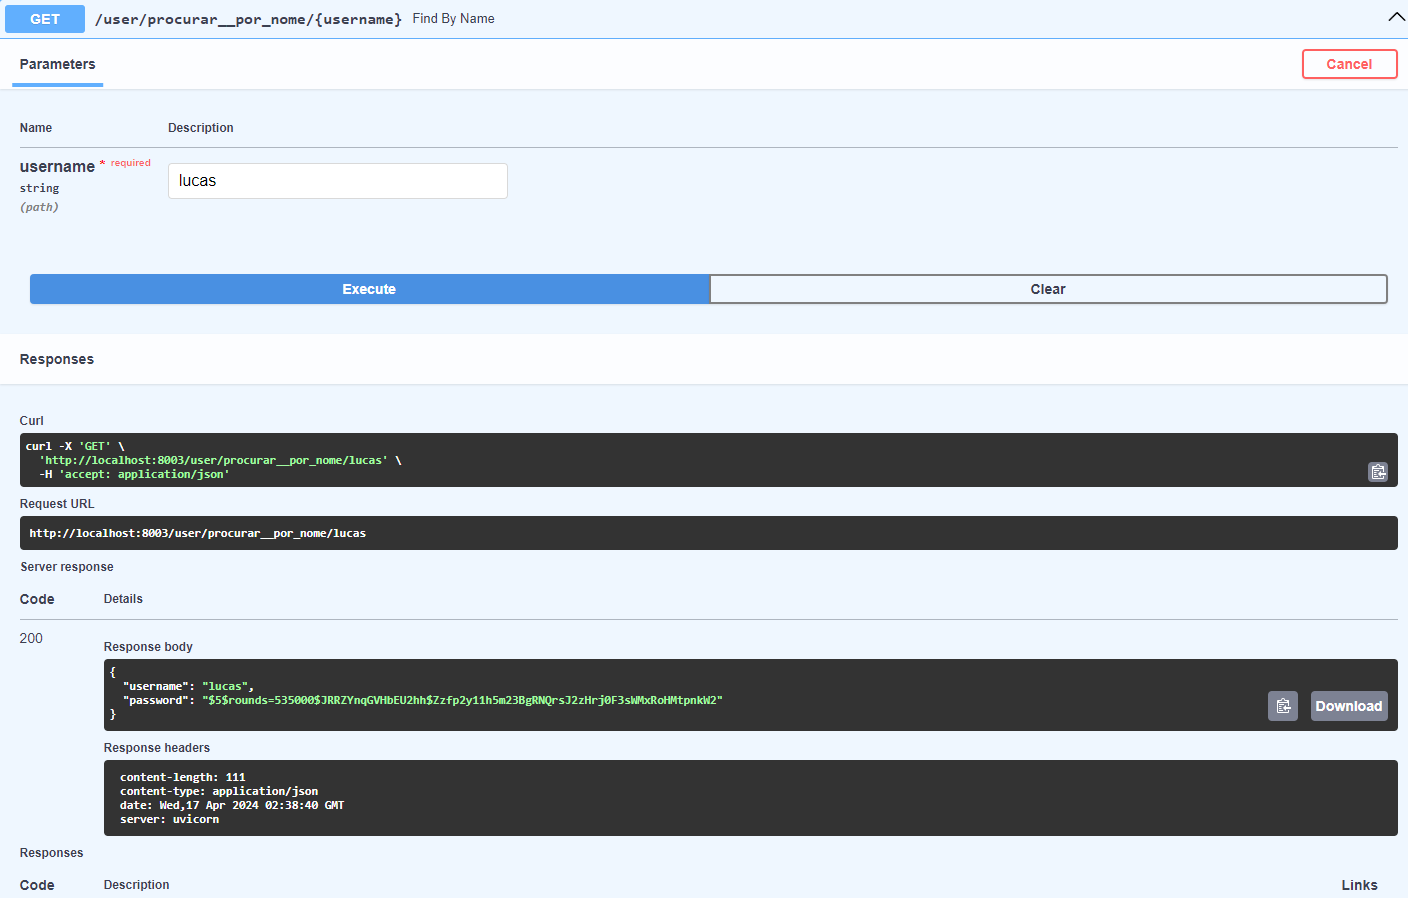 GET /user/procurar__por_nome/{username} Find By Name
Parameters
Cancel
Name Description
username * required
string
(path)
lucas
Execute
Clear
Responses
Curl
curl -X 'GET' \
'http://localhost:8003/user/procurar__por_nome/lucas' \
-H 'accept: application/json'
Request URL
http://localhost:8003/user/procurar__por_nome/lucas
Server response
Code Details
200
Response body
{
"username": "lucas",
"password": "$5$rounds=535000$JRRZYnqGVHbEU2hh$Zzfp2y11h5m23BgRNQrsJ2zHrj0F3sWMxRoHMtpnkW2"
}
Download
Response headers
content-length: 111
content-type: application/json
date: Wed,17 Apr 2024 02:38:40 GMT
server: uvicorn
Responses
Code Description Links